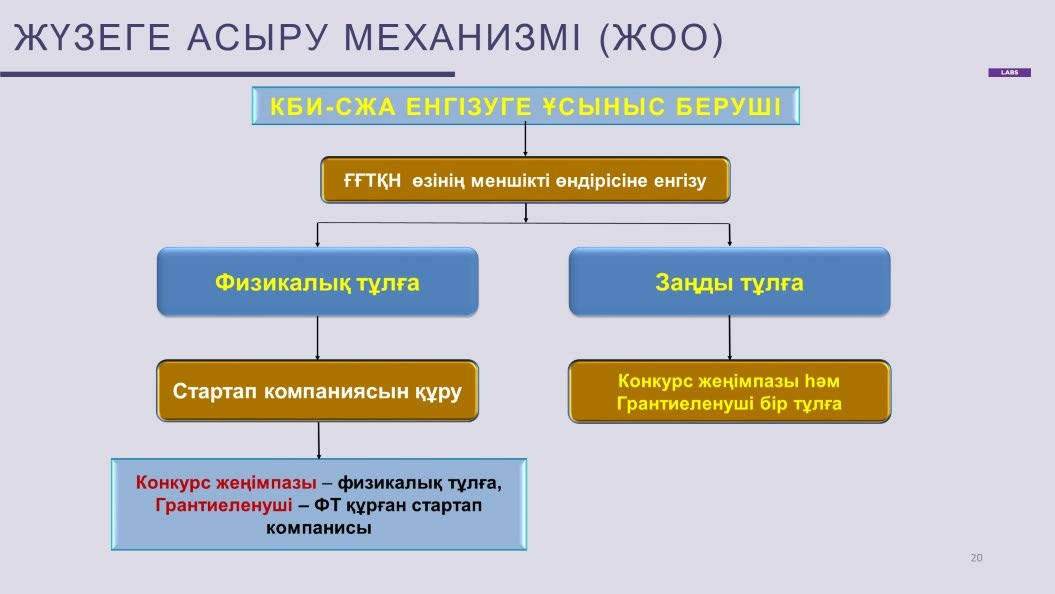 ЖҮЗЕГЕ АСЫРУ МЕХАНИЗМІ (ЖОО)
LABS
КБИ-СЖА ЕНГІЗУГЕ ҰСЫНЫС БЕРУШІ
ҒҒТҚН өзінің меншікті өндірісіне енгізу
Физикалық тұлға
Заңды тұлға
Стартап компаниясын құру
Конкурс жеңімпазы һәм
Грантиеленуші бір тұлға
Конкурс жеңімпазы – физикалық тұлға,
Грантиеленуші – ФТ құрған стартап
компанисы
20